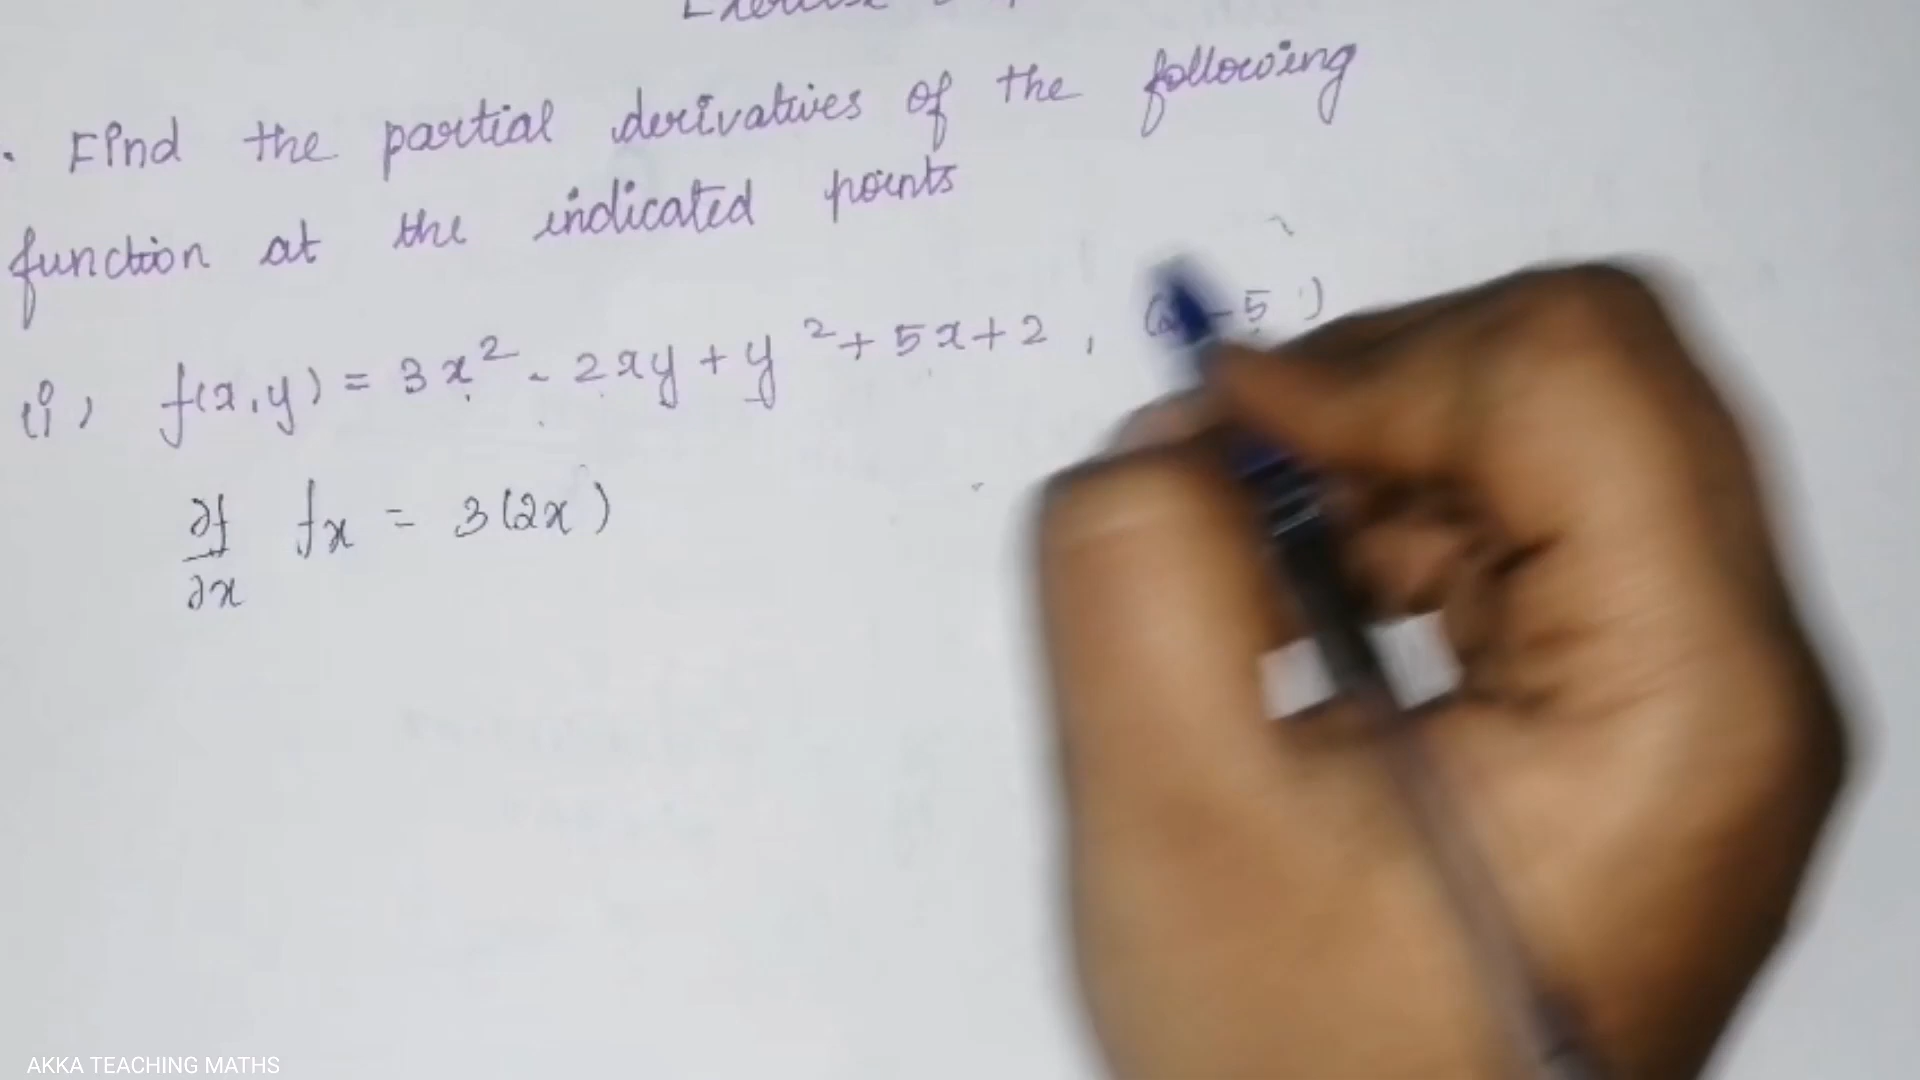 . Find the partial derivatives of the following
function at the indicated points
(i) f(x,y) = 3x² - 2xy + y² + 5x + 2 , ( -5 )
∂f/∂x fx = 3(2x)
AKKA TEACHING MATHS